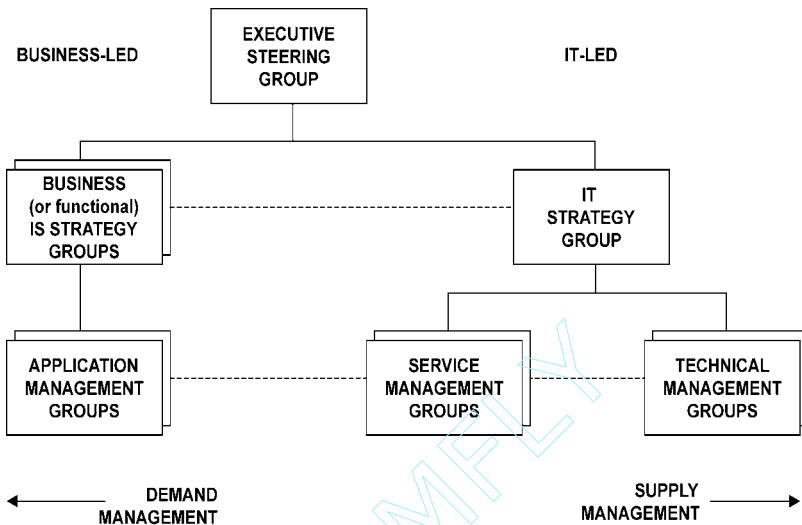 BUSINESS-LED
EXECUTIVE
STEERING
GROUP
IT-LED
BUSINESS
(or functional)
IS STRATEGY
GROUPS
IT
STRATEGY
GROUP
APPLICATION
MANAGEMENT
GROUPS
SERVICE
MANAGEMENT
GROUPS
TECHNICAL
MANAGEMENT
GROUPS
DEMAND
MANAGEMENT
SUPPLY
MANAGEMENT
MFLY